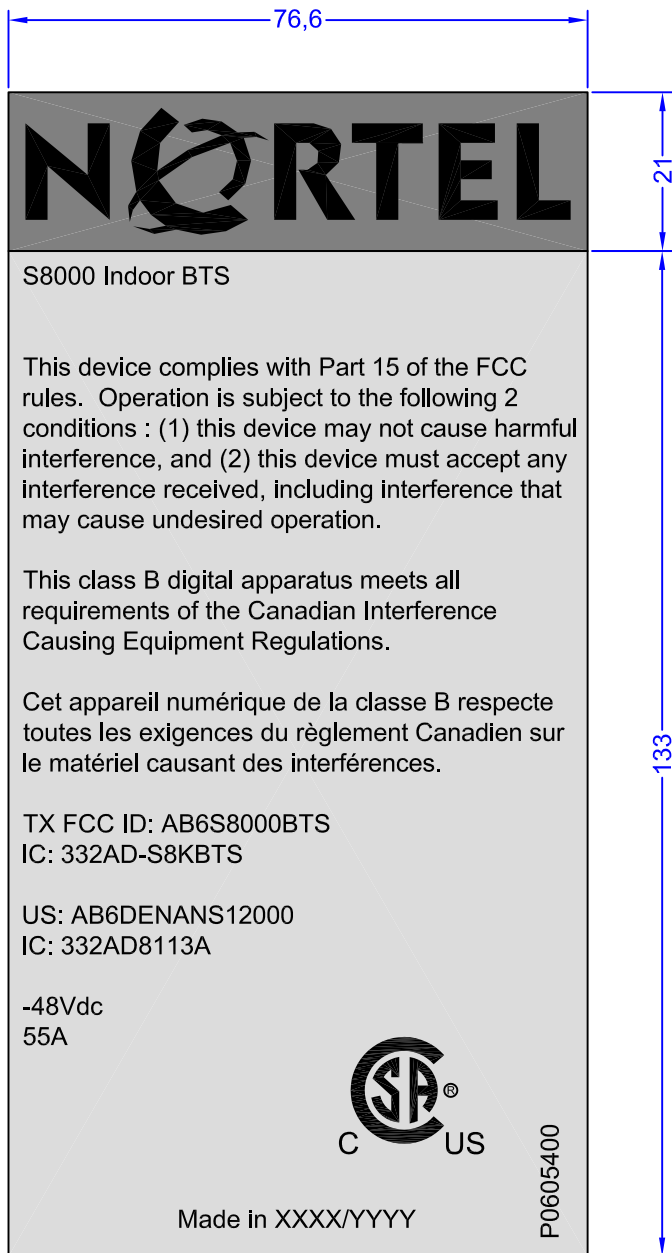 76,6
NORTEL
21
S8000 Indoor BTS
This device complies with Part 15 of the FCC
rules.  Operation is subject to the following 2
conditions : (1) this device may not cause harmful
interference, and (2) this device must accept any
interference received, including interference that
may cause undesired operation.
This class B digital apparatus meets all
requirements of the Canadian Interference
Causing Equipment Regulations.
Cet appareil numérique de la classe B respecte
toutes les exigences du règlement Canadien sur
le matériel causant des interférences.
133
TX FCC ID: AB6S8000BTS
IC: 332AD-S8KBTS
US: AB6DENANS12000
IC: 332AD8113A
-48Vdc
55A
SA ®
C US
P0605400
Made in XXXX/YYYY